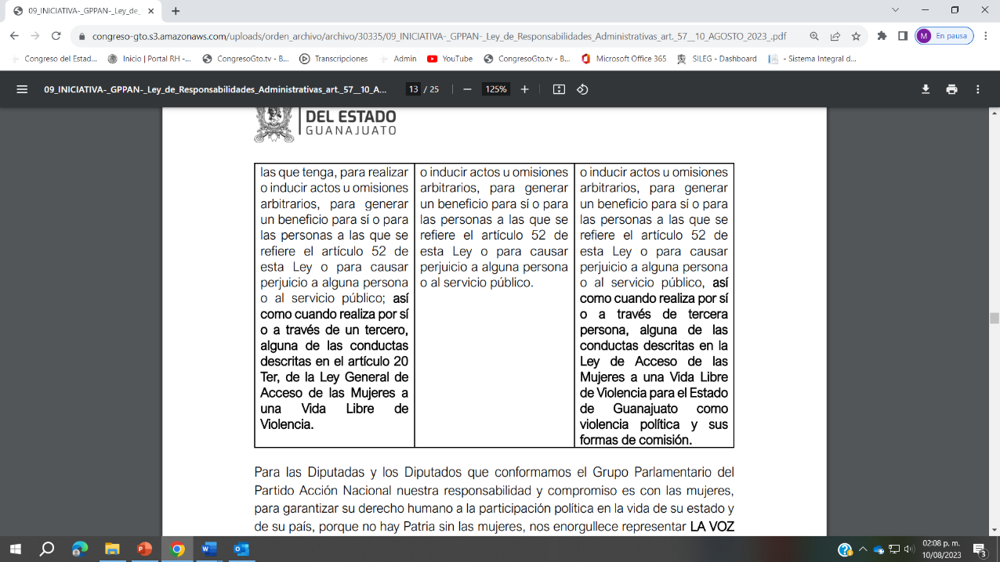 09_INICIATIVA-_GPPAN-_Ley_de_
congreso-gto.s3.amazonaws.com/uploads/orden_archivo/archivo/30335/09_INICIATIVA-_GPPAN-_Ley_de_Responsabilidades_Administrativas_art._57__10_AGOSTO_2023_.pdf
M En pausa
Congreso del Estad...
Inicio | Portal RH -...
CongresoGto.tv - B...
Transcripciones
Admin
YouTube
CongresoGto.tv - B...
Microsoft Office 365
SILEG - Dashboard
- Sistema Integral d...
09_INICIATIVA-_GPPAN-_Ley_de_Responsabilidades_Administrativas_art._57__10_A...
13 / 25
125%
DEL ESTADO
GUANAJUATO
las que tenga, para realizar
o inducir actos u omisiones
arbitrarios, para generar
un beneficio para sí o para
las personas a las que se
refiere el artículo 52 de
esta Ley o para causar
perjuicio a alguna persona
o al servicio público; así
como cuando realiza por sí
o a través de un tercero,
alguna de las conductas
descritas en el artículo 20
Ter, de la Ley General de
Acceso de las Mujeres a
una Vida Libre de
Violencia.
o inducir actos u omisiones
arbitrarios, para generar
un beneficio para sí o para
las personas a las que se
refiere el artículo 52 de
esta Ley o para causar
perjuicio a alguna persona
o al servicio público.
o inducir actos u omisiones
arbitrarios, para generar
un beneficio para sí o para
las personas a las que se
refiere el artículo 52 de
esta Ley o para causar
perjuicio a alguna persona
o al servicio público, así
como cuando realiza por sí
o a través de tercera
persona, alguna de las
conductas descritas en la
Ley de Acceso de las
Mujeres a una Vida Libre
de Violencia para el Estado
de Guanajuato como
violencia política y sus
formas de comisión.
Para las Diputadas y los Diputados que conformamos el Grupo Parlamentario del
Partido Acción Nacional nuestra responsabilidad y compromiso es con las mujeres,
para garantizar su derecho humano a la participación política en la vida de su estado y
de su país, porque no hay Patria sin las mujeres, nos enorgullece representar LA VOZ
02:08 p. m.
10/08/2023
3